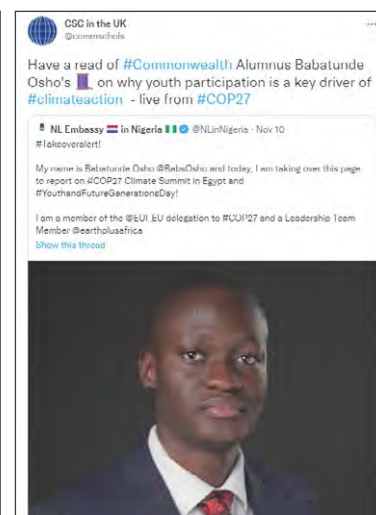 CSC in the UK
@commschols
Have a read of #Commonwealth Alumnus Babatunde
Osho's 🧵 on why youth participation is a key driver of
#climateaction - live from #COP27
NL Embassy 🇳🇱 in Nigeria 🇳🇬 @NLinNigeria · Nov 10
#Takeoveralert!
My name is Babatunde Osho @BabsOsho and today, I am taking over this page
to report on #COP27 Climate Summit in Egypt and
#YouthandFutureGenerationsDay!
I am a member of the @EUI_EU delegation to #COP27 and a Leadership Team
Member @earthplusafrica
Show this thread